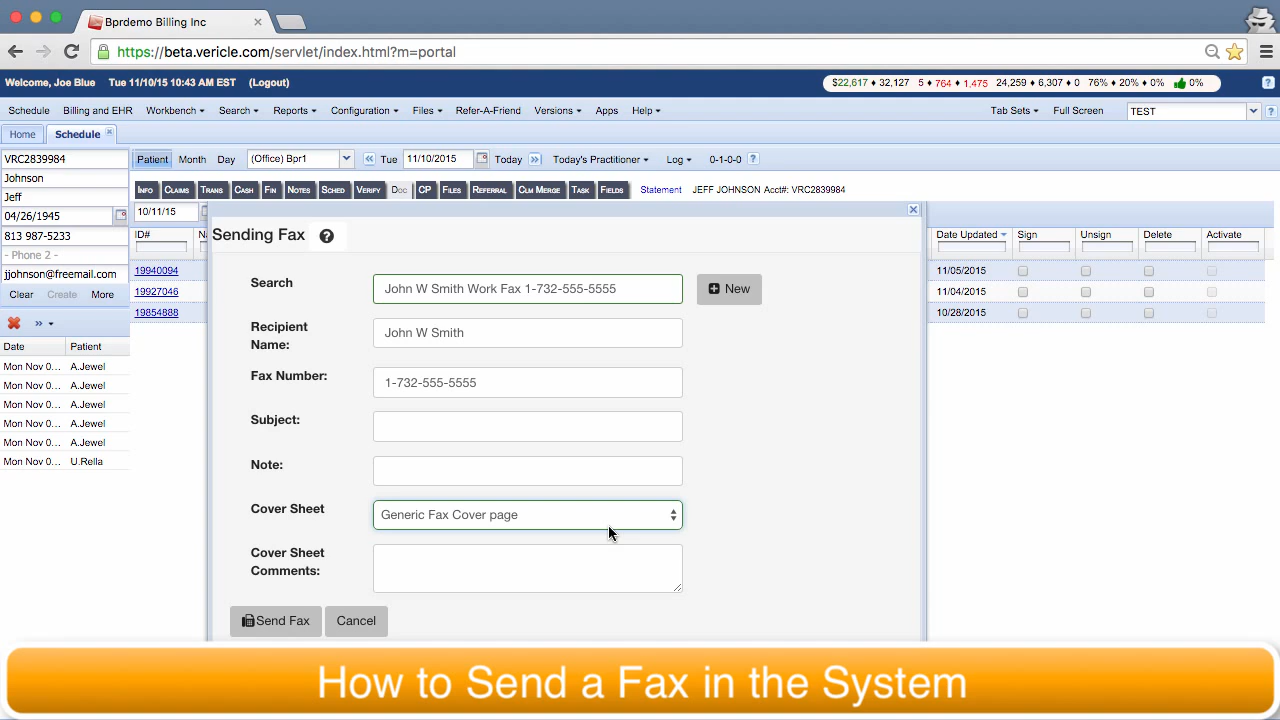 Bprdemo Billing Inc
https://beta.vericle.com/servlet/index.html?m=portal
Welcome, Joe Blue Tue 11/10/15 10:43 AM EST (Logout) $22,617 ♦ 32,127 5 ♦ 764 ♦ 1,475 24,259 ♦ 6,307 ♦ 0 76% ♦ 20% ♦ 0% 0% ?
Schedule Billing and EHR Workbench Search Reports Configuration Files Refer-A-Friend Versions Apps Help Tab Sets Full Screen TEST ?
Home Schedule
VRC2839984 Patient Month Day (Office) Bpr1 Tue 11/10/2015 Today Today's Practitioner Log 0-1-0-0 ?
Johnson
Jeff INFO CLAIMS TRANS CASH FIN NOTES SCHED VERIFY Doc CP FILES REFERRAL CLM MERGE TASK FIELDS Statement JEFF JOHNSON Acct#: VRC2839984
04/26/1945 10/11/15
813 987-5233 ID# Date Updated Sign Unsign Delete Activate
- Phone 2 -
jjohnson@freemail.com 19940094 11/05/2015
Clear Create More 19927046 11/04/2015
19854888 10/28/2015
Date Patient
Mon Nov 0... A.Jewel
Mon Nov 0... A.Jewel
Mon Nov 0... A.Jewel
Mon Nov 0... A.Jewel
Mon Nov 0... A.Jewel
Mon Nov 0... U.Rella
Sending Fax ?
Search John W Smith Work Fax 1-732-555-5555 New
Recipient
Name: John W Smith
Fax Number: 1-732-555-5555
Subject:
Note:
Cover Sheet Generic Fax Cover page
Cover Sheet
Comments:
Send Fax Cancel
How to Send a Fax in the System